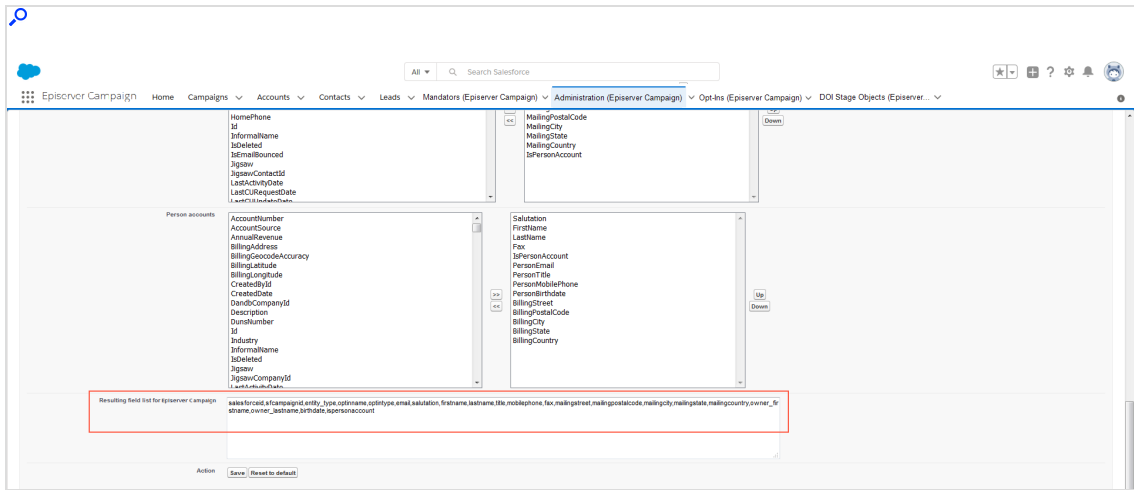 All
Search Salesforce
Episerver Campaign
Home
Campaigns
Accounts
Contacts
Leads
Mandators (Episerver Campaign)
Administration (Episerver Campaign)
Opt-Ins (Episerver Campaign)
DOI Stage Objects (Episerver...
HomePhone
Id
InformalName
IsDeleted
IsEmailBounced
Jigsaw
JigsawContactId
LastActivityDate
LastCURequestDate
LastCUUpdateDate
<<
MailingPostalCode
MailingCity
MailingState
MailingCountry
IsPersonAccount
Up
Down
Person accounts
AccountNumber
AccountSource
AnnualRevenue
BillingAddress
BillingGeocodeAccuracy
BillingLatitude
BillingLongitude
CreatedById
CreatedDate
DandbCompanyId
Description
DunsNumber
Id
Industry
InformalName
IsDeleted
Jigsaw
JigsawCompanyId
LastActivityDate
>>
<<
Salutation
FirstName
LastName
Fax
IsPersonAccount
PersonEmail
PersonTitle
PersonMobilePhone
PersonBirthdate
BillingStreet
BillingPostalCode
BillingCity
BillingState
BillingCountry
Up
Down
Resulting field list for Episerver Campaign
salesforceid,sfcampaignid,entity_type,optinname,optintype,email,salutation,firstname,lastname,title,mobilephone,fax,mailingstreet,mailingpostalcode,mailingcity,mailingstate,mailingcountry,owner_fir
stname,owner_lastname,birthdate,ispersonaccount
Action
Save
Reset to default